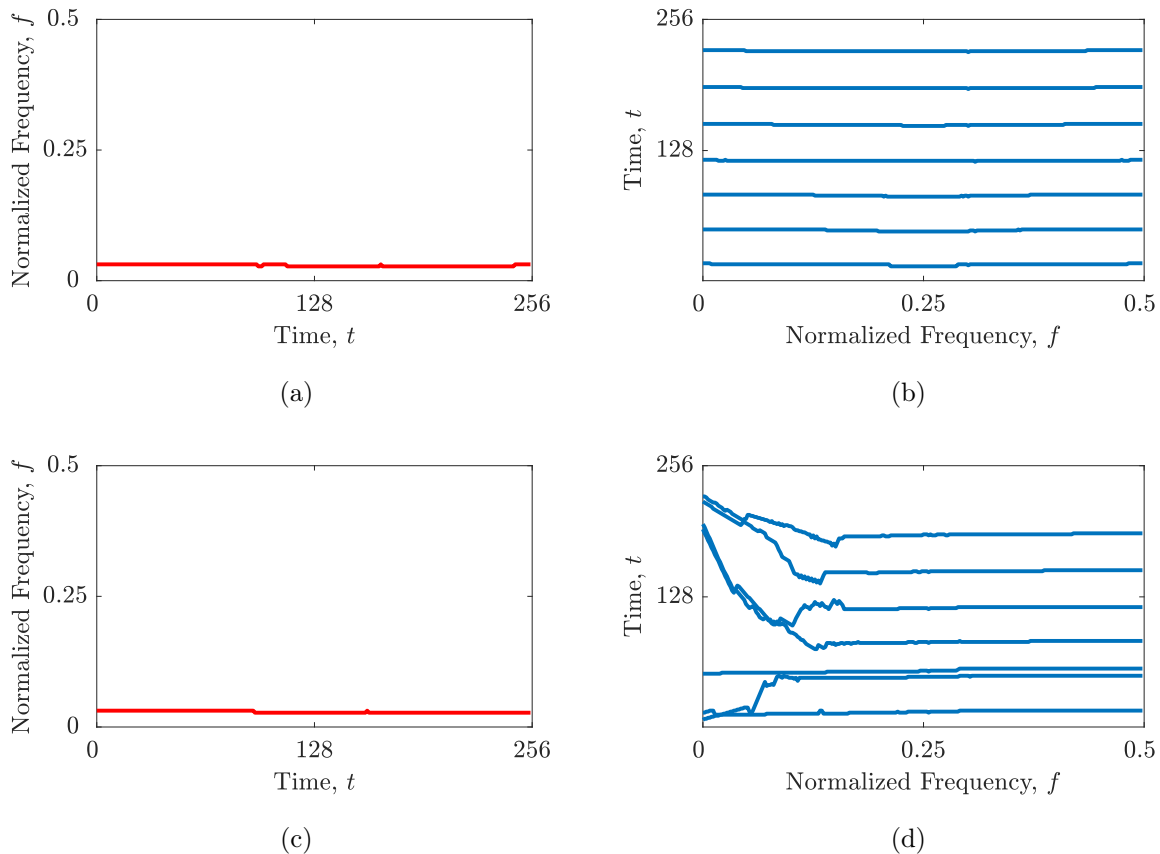 0.5
0.25
0
Normalized Frequency, f
0
128
256
Time, t
(a)
256
128
Time, t
0
0.25
0.5
Normalized Frequency, f
(b)
0.5
0.25
0
Normalized Frequency, f
0
128
256
Time, t
(c)
256
128
Time, t
0
0.25
0.5
Normalized Frequency, f
(d)